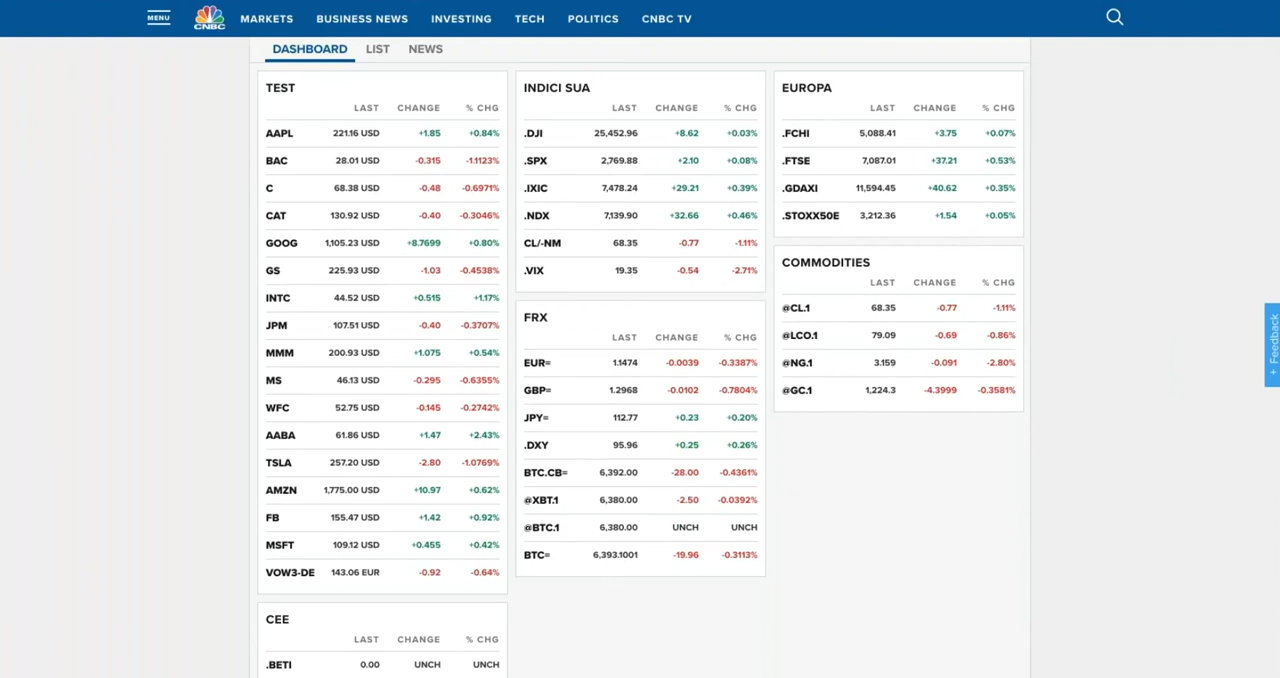 MENU CNBC MARKETS BUSINESS NEWS INVESTING TECH POLITICS CNBC TV
DASHBOARD LIST NEWS
TEST
LAST CHANGE % CHG
AAPL 221.16 USD +1.85 +0.84%
BAC 28.01 USD -0.315 -1.1123%
C 68.38 USD -0.48 -0.6971%
CAT 130.92 USD -0.40 -0.3046%
GOOG 1,105.23 USD +8.7699 +0.80%
GS 225.93 USD -1.03 -0.4538%
INTC 44.52 USD +0.515 +1.17%
JPM 107.51 USD -0.40 -0.3707%
MMM 200.93 USD +1.075 +0.54%
MS 46.13 USD -0.295 -0.6355%
WFC 52.75 USD -0.145 -0.2742%
AABA 61.86 USD +1.47 +2.43%
TSLA 257.20 USD -2.80 -1.0769%
AMZN 1,775.00 USD +10.97 +0.62%
FB 155.47 USD +1.42 +0.92%
MSFT 109.12 USD +0.455 +0.42%
VOW3-DE 143.06 EUR -0.92 -0.64%
CEE
LAST CHANGE % CHG
.BETI 0.00 UNCH UNCH
INDICI SUA
LAST CHANGE % CHG
.DJI 25,452.96 +8.62 +0.03%
.SPX 2,769.88 +2.10 +0.08%
.IXIC 7,478.24 +29.21 +0.39%
.NDX 7,139.90 +32.66 +0.46%
CL/-NM 68.35 -0.77 -1.11%
.VIX 19.35 -0.54 -2.71%
FRX
LAST CHANGE % CHG
EUR= 1.1474 -0.0039 -0.3387%
GBP= 1.2968 -0.0102 -0.7804%
JPY= 112.77 +0.23 +0.20%
.DXY 95.96 +0.25 +0.26%
BTC.CB= 6,392.00 -28.00 -0.4361%
@XBT.1 6,380.00 -2.50 -0.0392%
@BTC.1 6,380.00 UNCH UNCH
BTC= 6,393.1001 -19.96 -0.3113%
EUROPA
LAST CHANGE % CHG
.FCHI 5,088.41 +3.75 +0.07%
.FTSE 7,087.01 +37.21 +0.53%
.GDAXI 11,594.45 +40.62 +0.35%
.STOXX50E 3,212.36 +1.54 +0.05%
COMMODITIES
LAST CHANGE % CHG
@CL.1 68.35 -0.77 -1.11%
@LCO.1 79.09 -0.69 -0.86%
@NG.1 3.159 -0.091 -2.80%
@GC.1 1,224.3 -4.3999 -0.3581%
+ Feedback